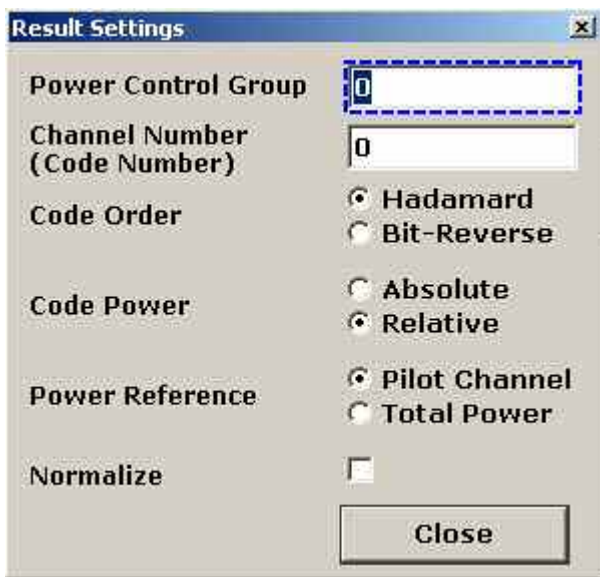 Result Settings
Power Control Group
0
Channel Number
(Code Number)
0
Code Order
Hadamard
Bit-Reverse
Code Power
Absolute
Relative
Power Reference
Pilot Channel
Total Power
Normalize
Close